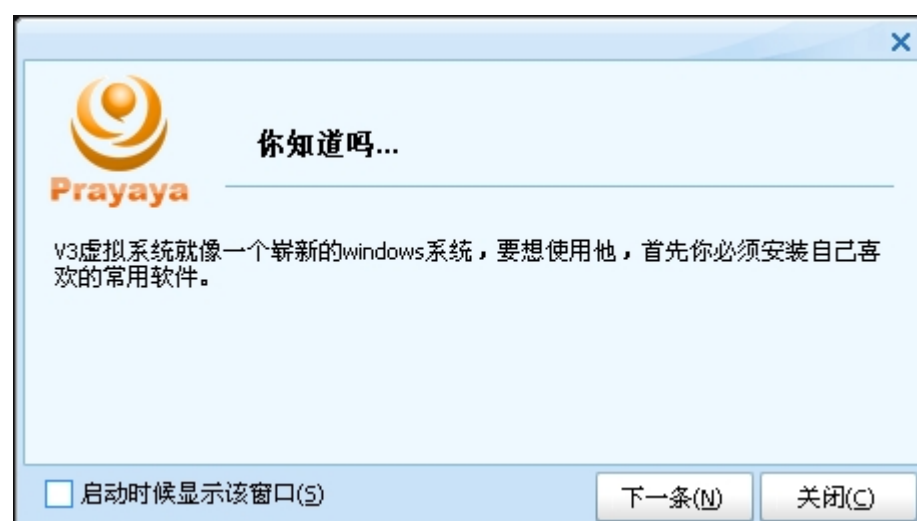 你知道吗...
Prayaya
V3虚拟系统就像一个崭新的windows系统，要想使用他，首先你必须安装自己喜
欢的常用软件。
启动时候显示该窗口(S)
下一条(N)
关闭(C)